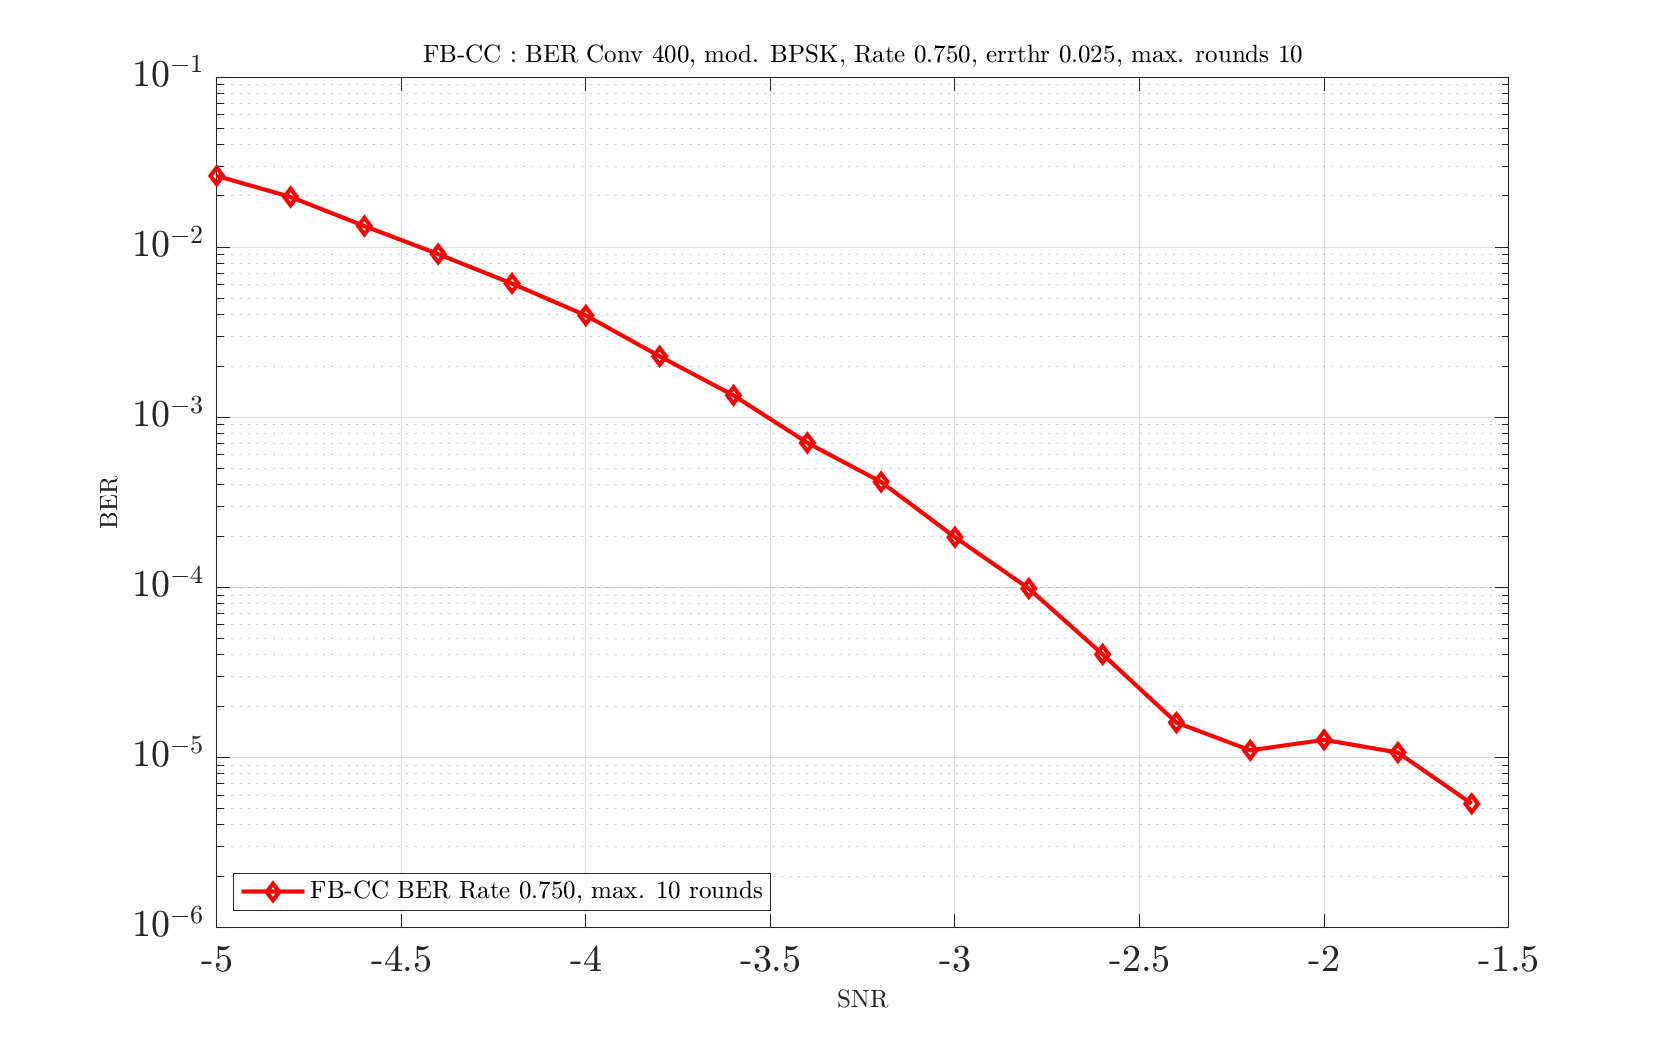 FB-CC : BER Conv 400, mod. BPSK, Rate 0.750, errthr 0.025, max. rounds 10
10⁻¹
10⁻²
10⁻³
10⁻⁴
10⁻⁵
10⁻⁶
BER
FB-CC BER Rate 0.750, max. 10 rounds
-5 -4.5 -4 -3.5 -3 -2.5 -2 -1.5
SNR